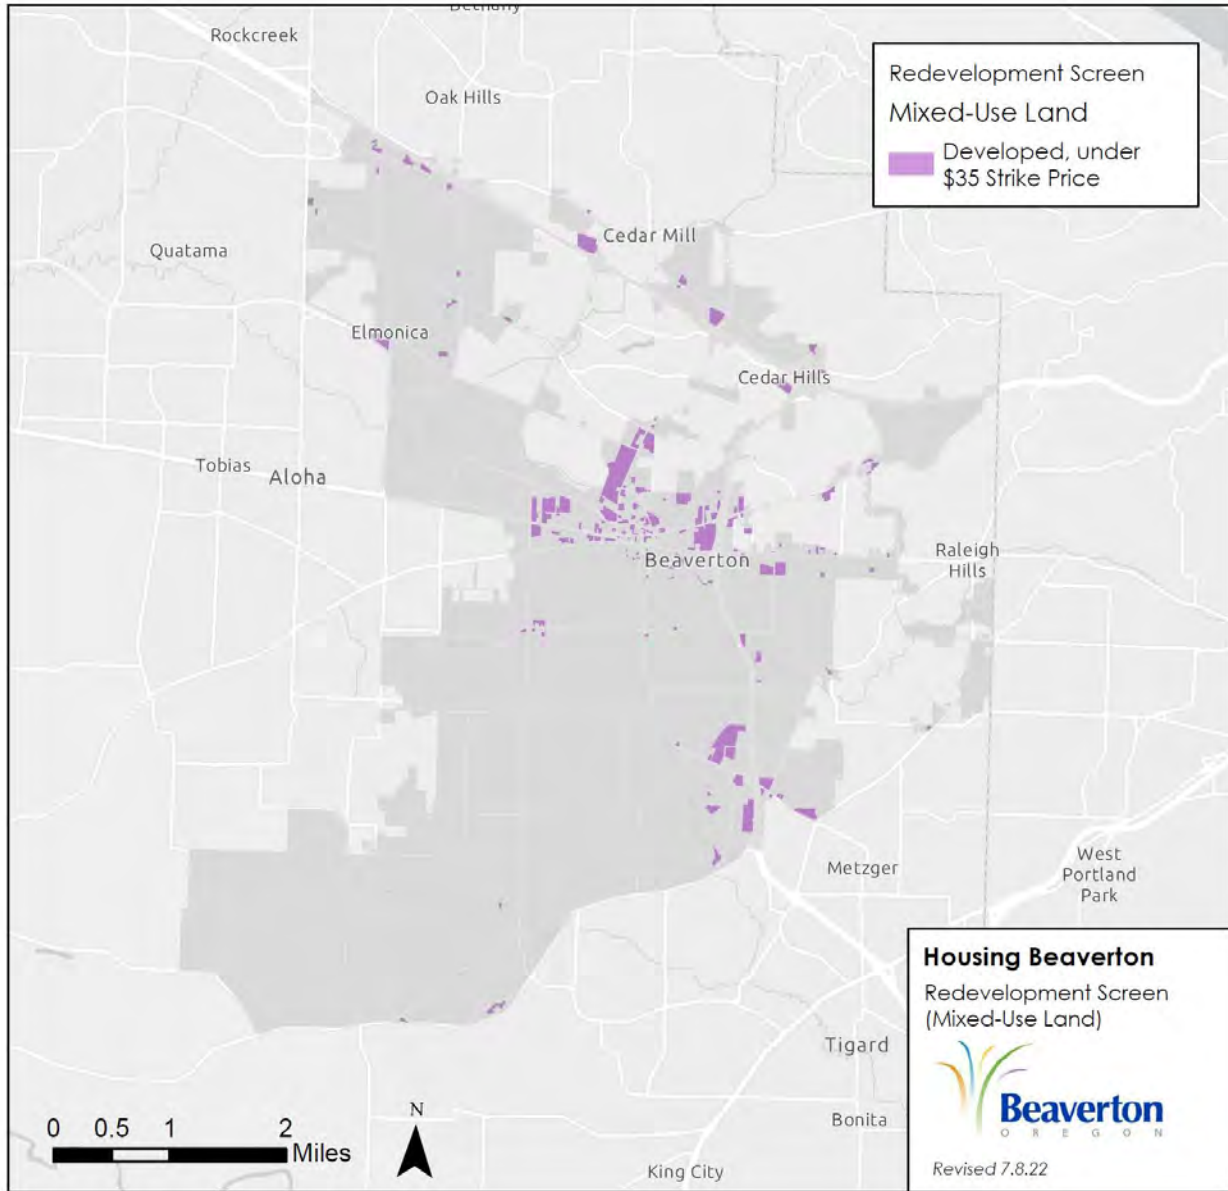 Bethany
Rockcreek
Oak Hills
Redevelopment Screen
Mixed-Use Land
Developed, under
$35 Strike Price
Quatama
Cedar Mill
Elmonica
Cedar Hills
Tobias
Aloha
Beaverton
Raleigh
Hills
Metzger
West
Portland
Park
Housing Beaverton
Redevelopment Screen
(Mixed-Use Land)
Beaverton
OREGON
Revised 7.8.22
Tigard
Bonita
King City
N
0 0.5 1 2
Miles